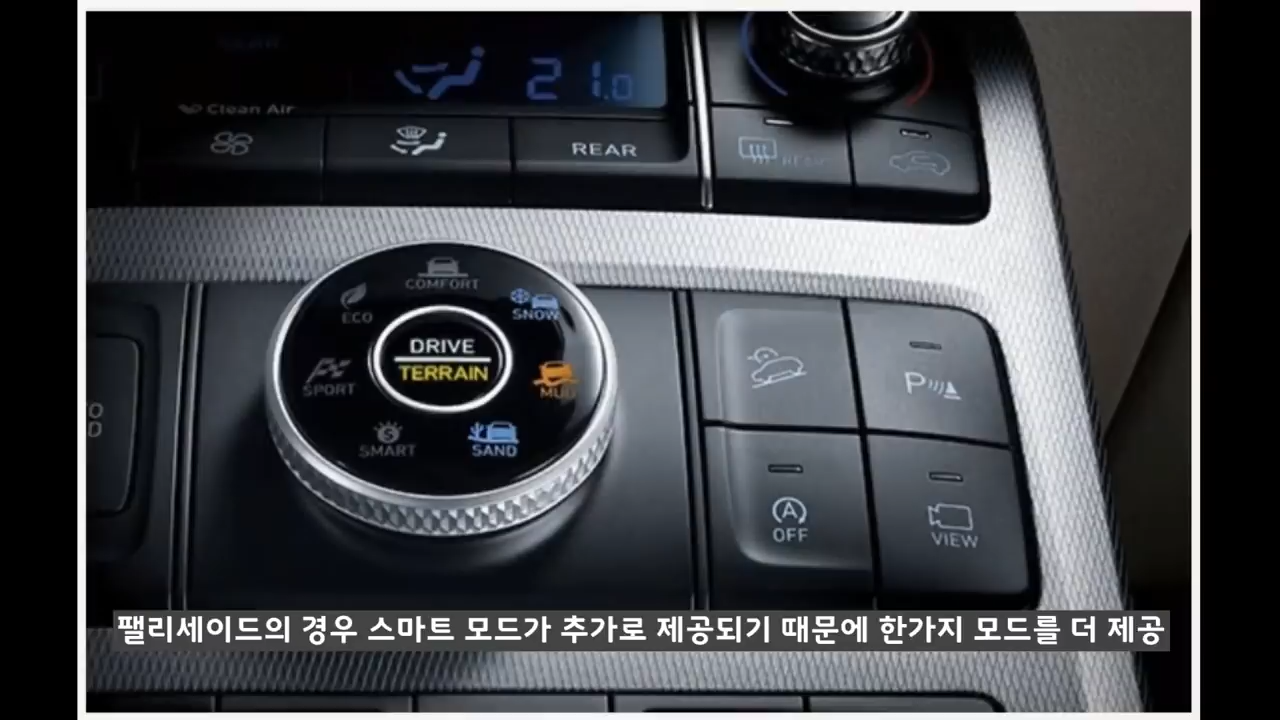 21.0
Clean Air
REAR
REAR
COMFORT
ECO
SNOW
DRIVE
TERRAIN
SPORT
MUD
SMART
SAND
P
A
OFF
VIEW
팰리세이드의 경우 스마트 모드가 추가로 제공되기 때문에 한가지 모드를 더 제공